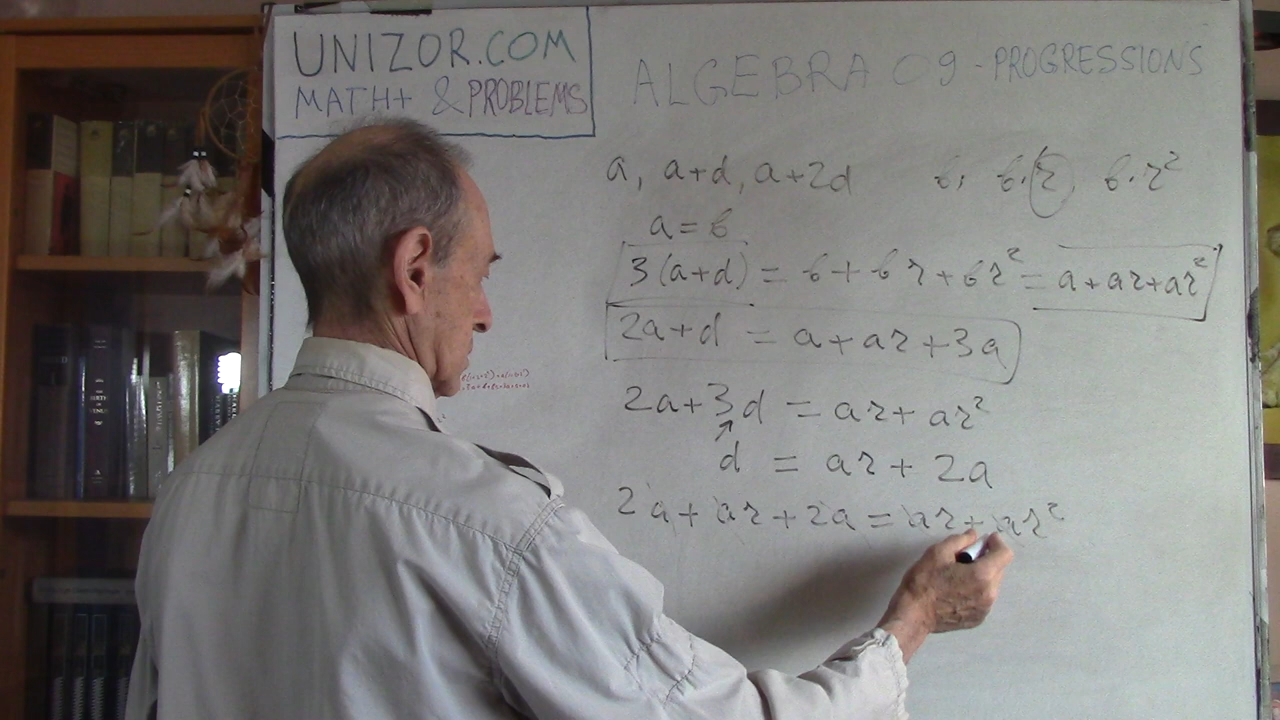 UNIZOR.COM
MATH+ & PROBLEMS
ALGEBRA 09 - PROGRESSIONS
a, a+d, a+2d b, b·r, b·r²
a = b
3(a+d) = b + br + br² = a + ar + ar²
2a+d = a + ar + 3a
2a+3d = ar + ar²
d = ar + 2a
2a + ar + 2a = ar + ar²